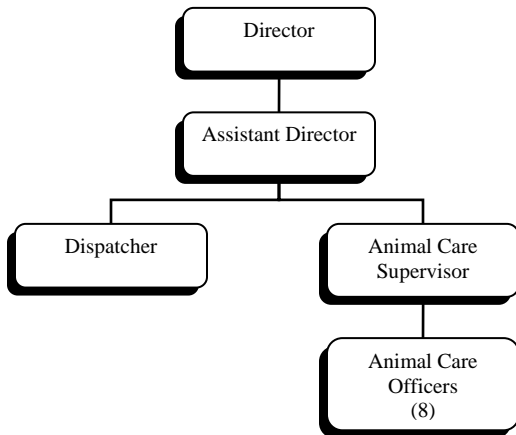 Director
Assistant Director
Dispatcher
Animal Care
Supervisor
Animal Care
Officers
(8)